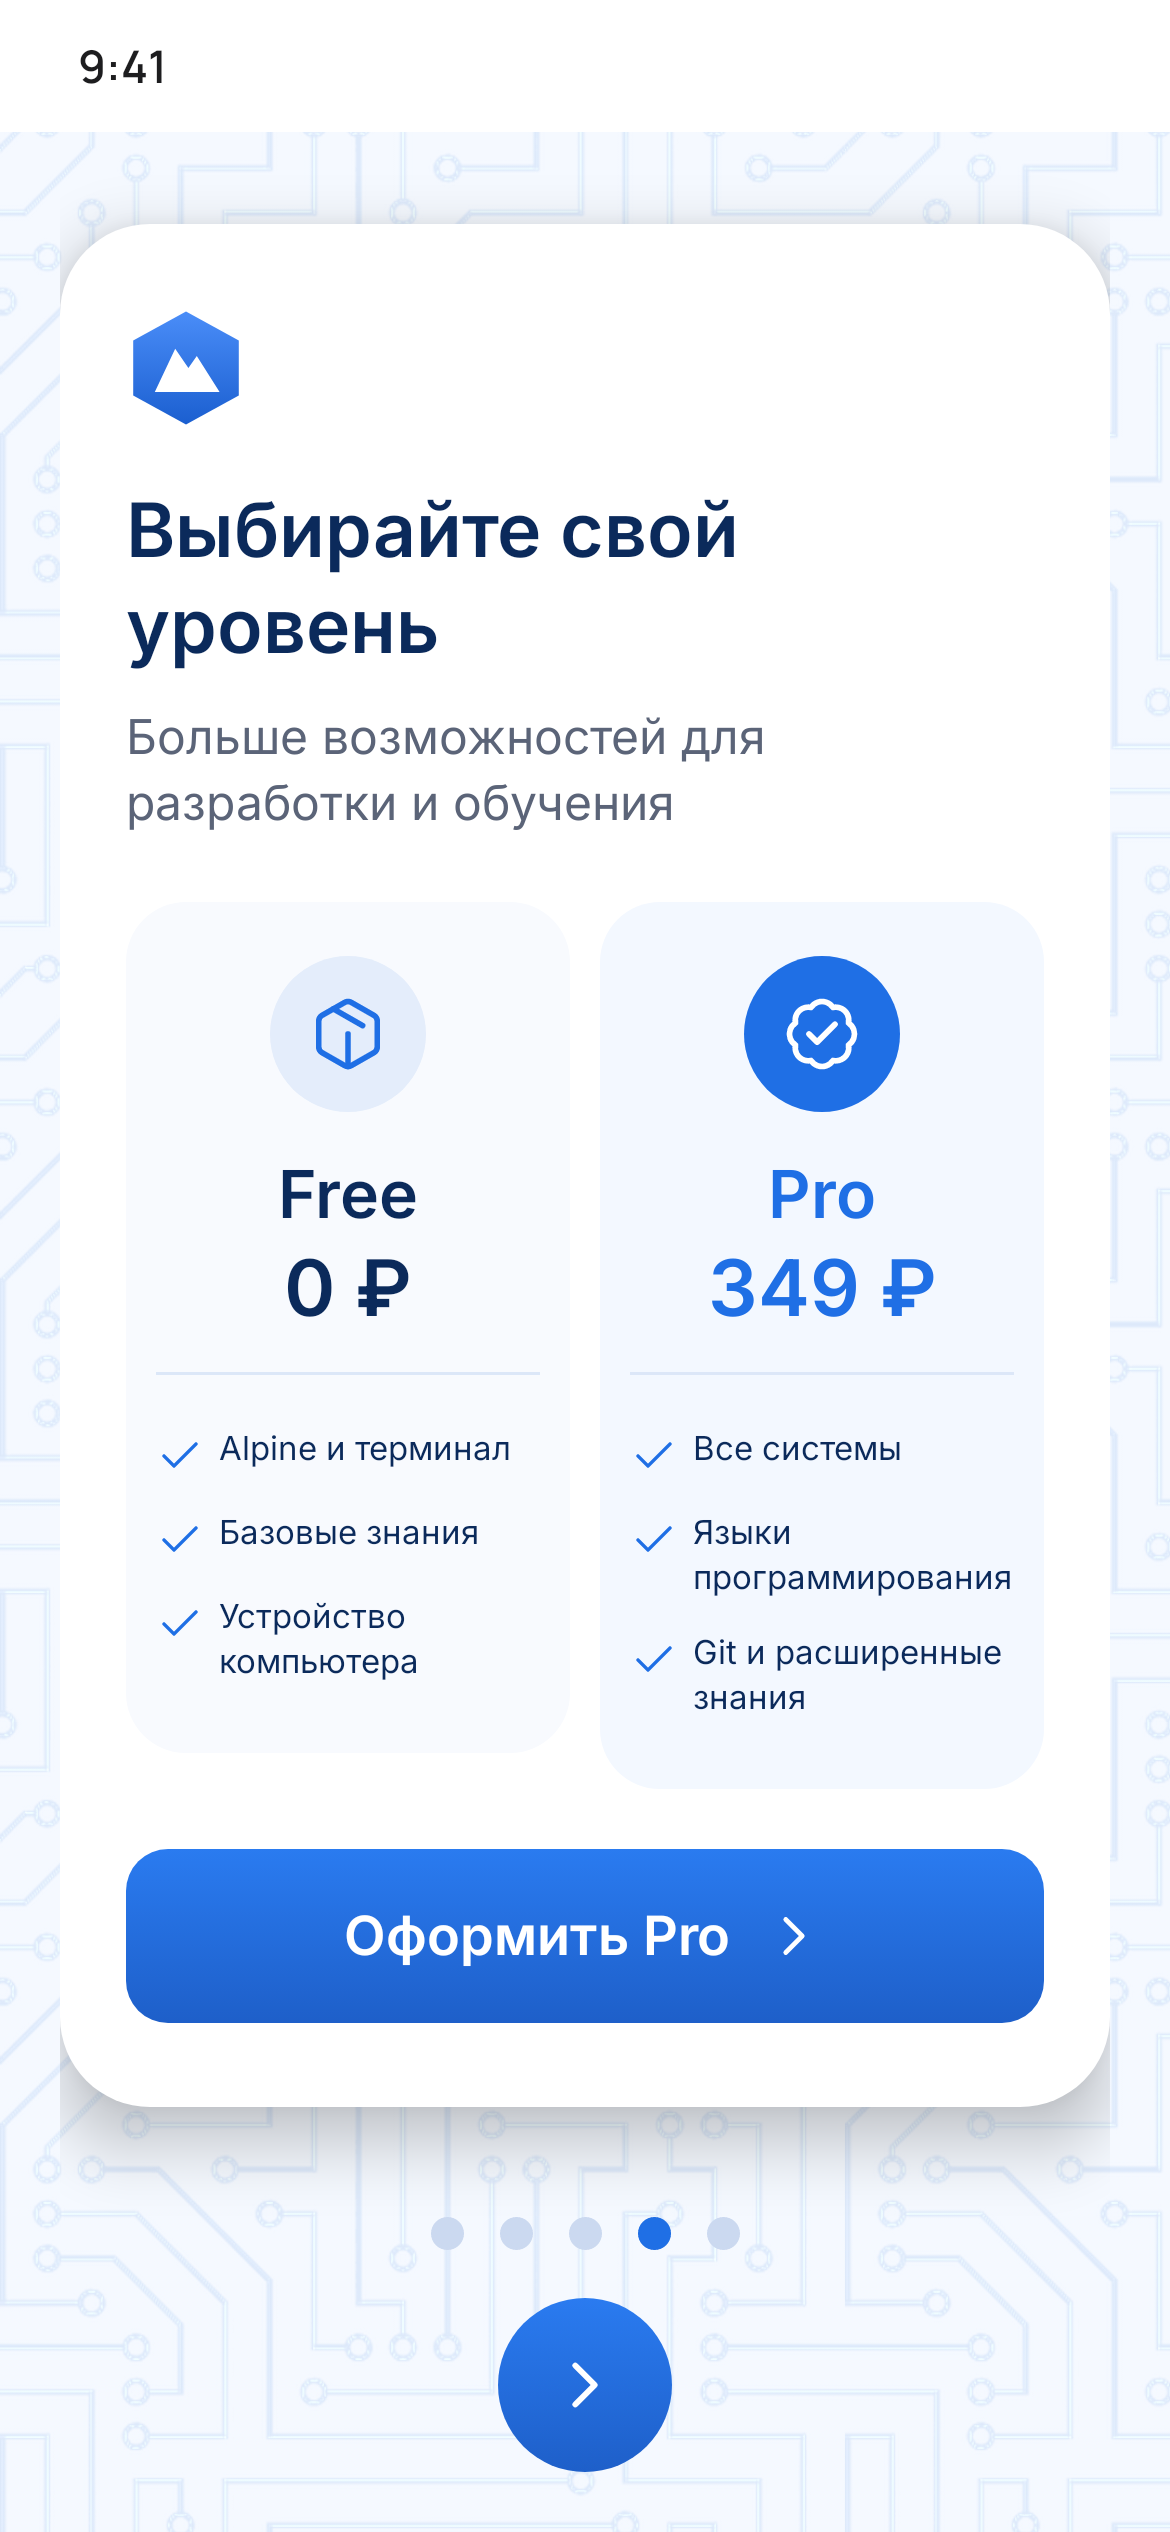 9:41
Выбирайте свой
уровень
Больше возможностей для
разработки и обучения
Free
0 ₽
Alpine и терминал
Базовые знания
Устройство
компьютера
Pro
349 ₽
Все системы
Языки
программирования
Git и расширенные
знания
Оформить Pro